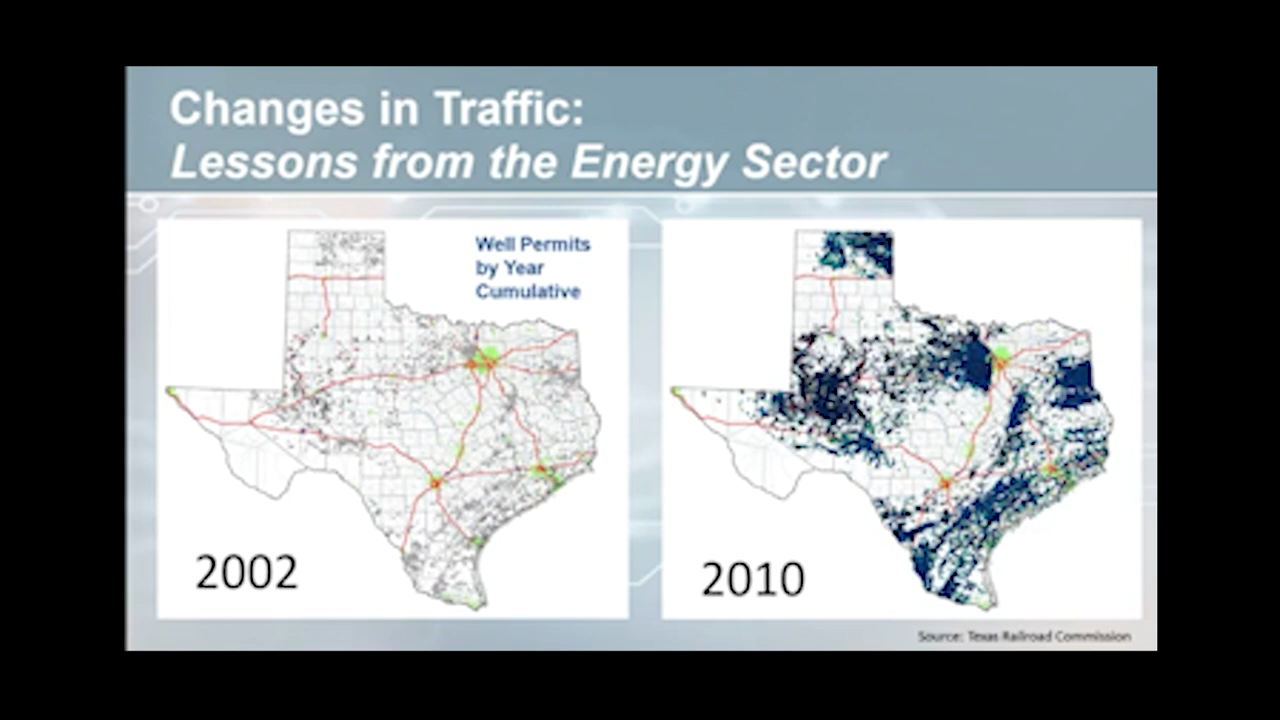 Changes in Traffic:
Lessons from the Energy Sector
Well Permits
by Year
Cumulative
2002
2010
Source: Texas Railroad Commission